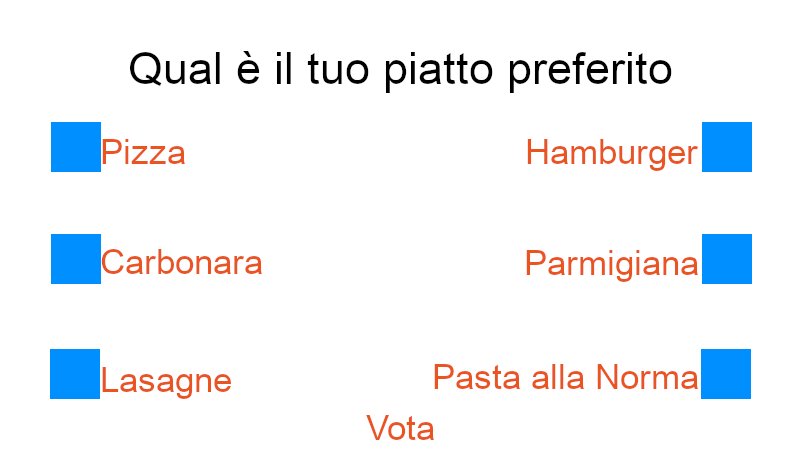 Qual è il tuo piatto preferito
Pizza
Hamburger
Carbonara
Parmigiana
Lasagne
Pasta alla Norma
Vota